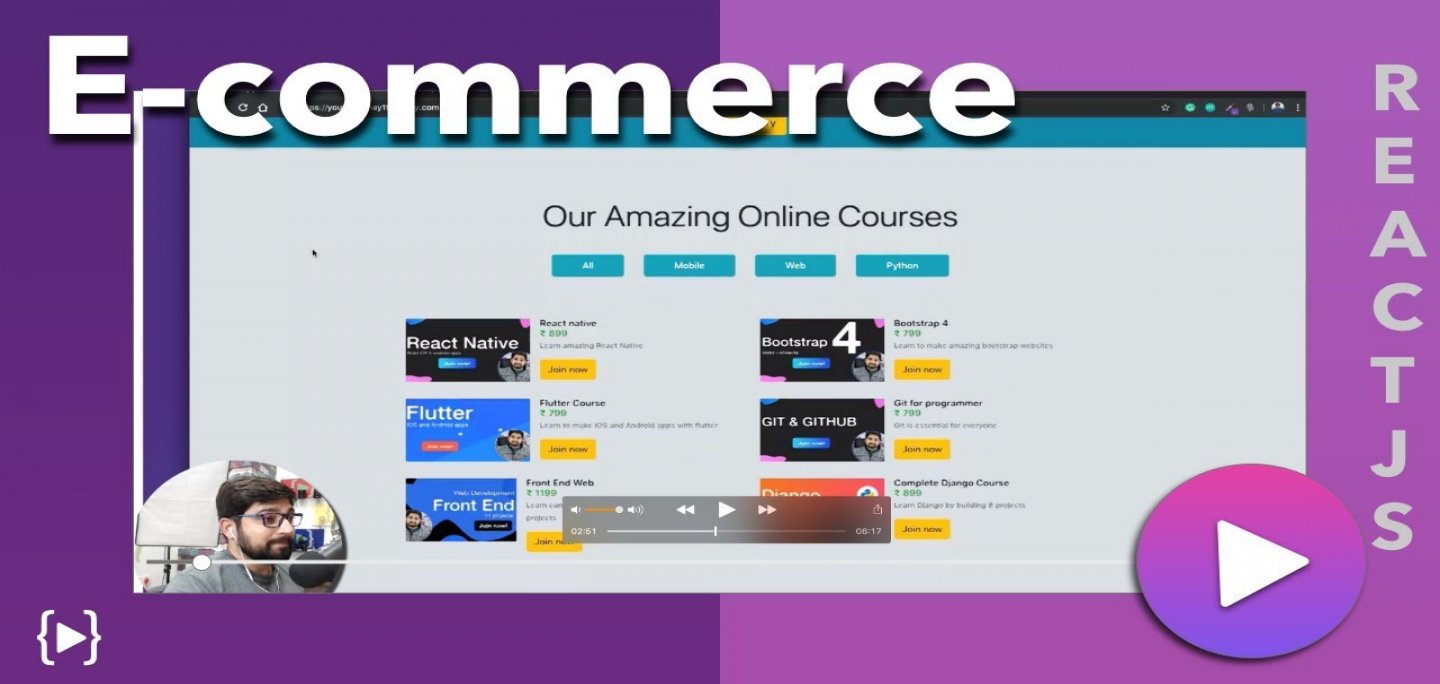 E-commerce
REACTJS
Our Amazing Online Courses
All
Mobile
Web
Python
React Native
Join now!
React native
₹ 899
Learn amazing React Native
Join now
Bootstrap 4
Join now!
Bootstrap 4
₹ 799
Learn to make amazing bootstrap websites
Join now
Flutter
IOS and Android apps
Join now!
Flutter Course
₹ 799
Learn to make IOS and Android apps with flutter
Join now
GIT & GITHUB
Join now!
Git for programmer
₹ 799
Git is essential for everyone
Join now
Web Development
Front End
11 projects
Join now!
Front End Web
₹ 1199
projects
Join
Django
Complete Django Course
₹ 899
Learn Django by building 8 projects
Join now
02:51
06:17